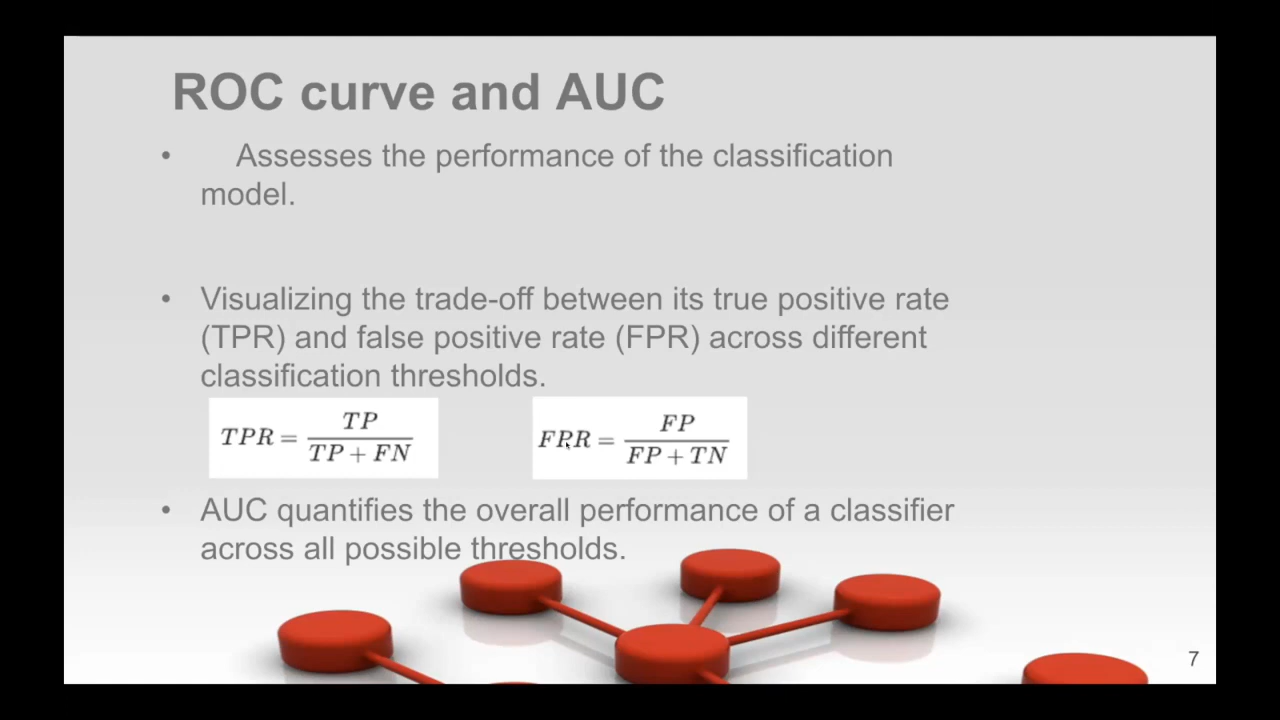 ROC curve and AUC
• Assesses the performance of the classification
model.
• Visualizing the trade-off between its true positive rate
(TPR) and false positive rate (FPR) across different
classification thresholds.
TPR = TP / (TP + FN)
FPR = FP / (FP + TN)
• AUC quantifies the overall performance of a classifier
across all possible thresholds.
7